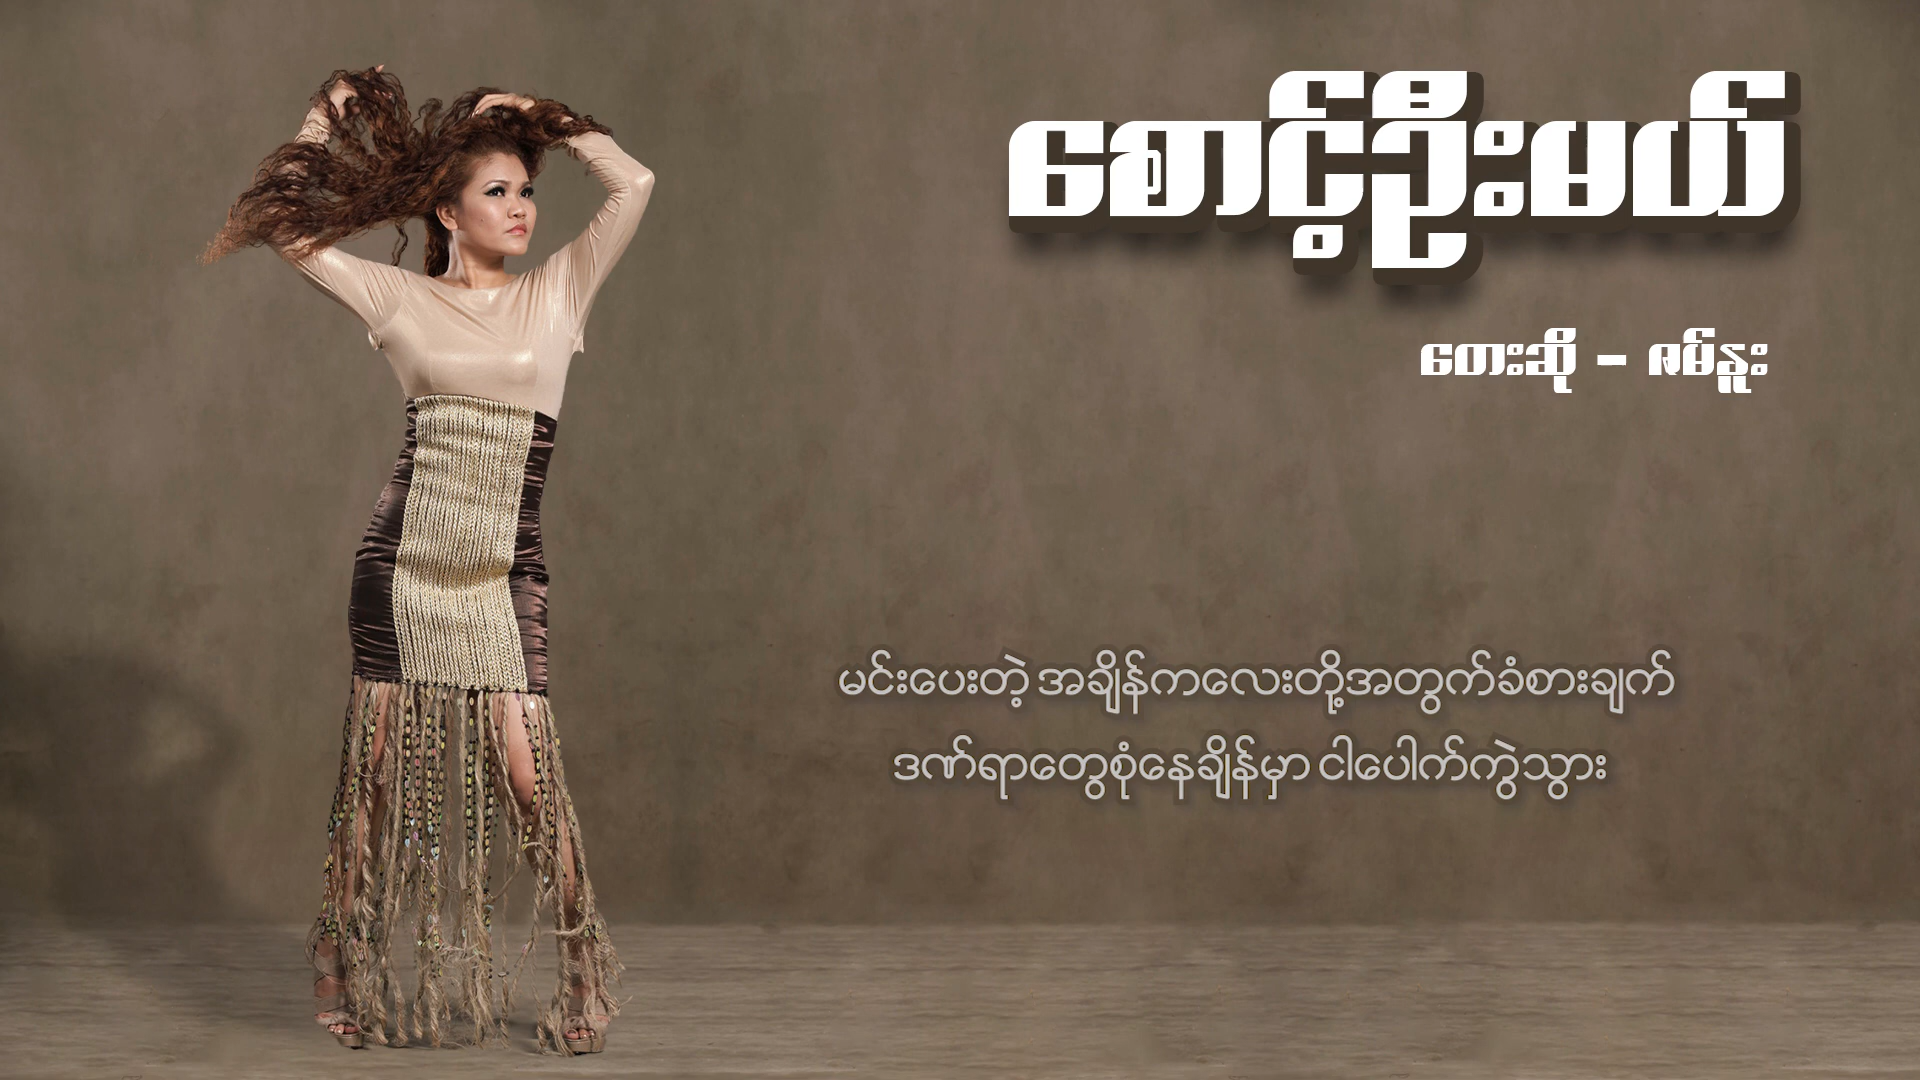 စောင့်ဦးမယ်
တေးဆို - ဇမ်နူး
မင်းပေးတဲ့ အချိန်ကလေးတို့အတွက်ခံစားချက်
ဒဏ်ရာတွေစုံနေချိန်မှာ ငါပေါက်ကွဲသွား